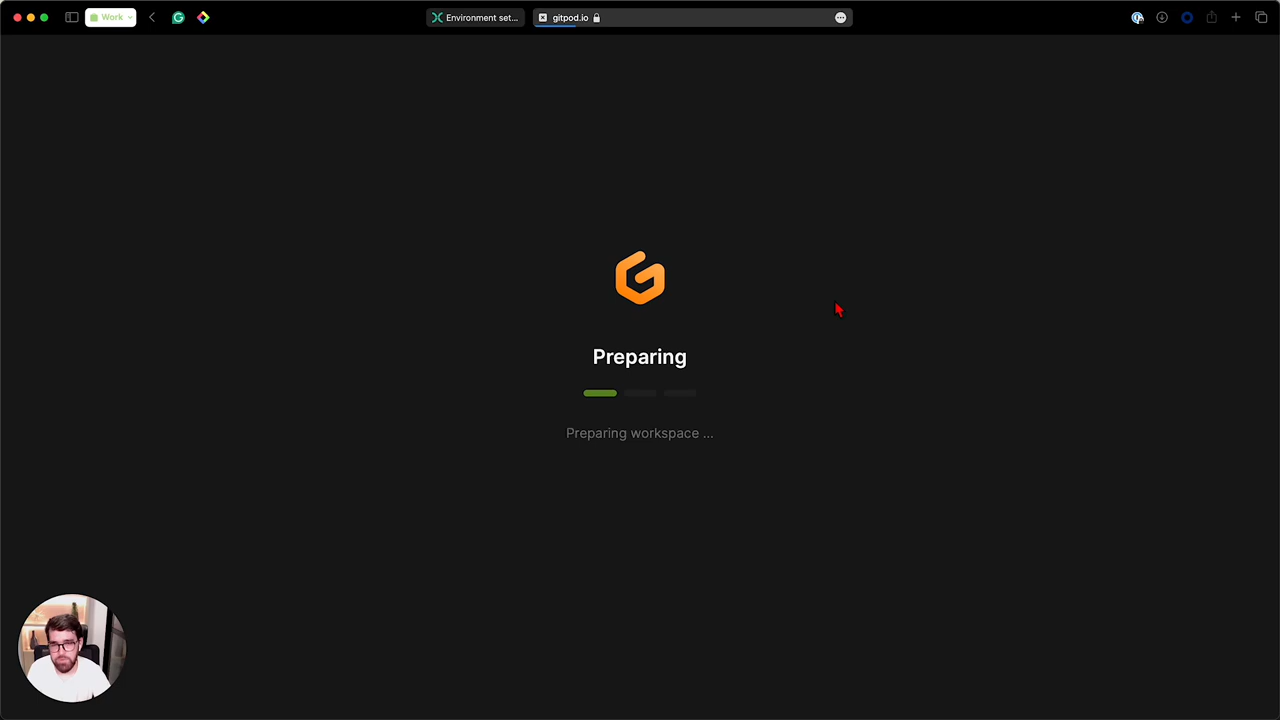 Work
Environment set...
gitpod.io
Preparing
Preparing workspace ...